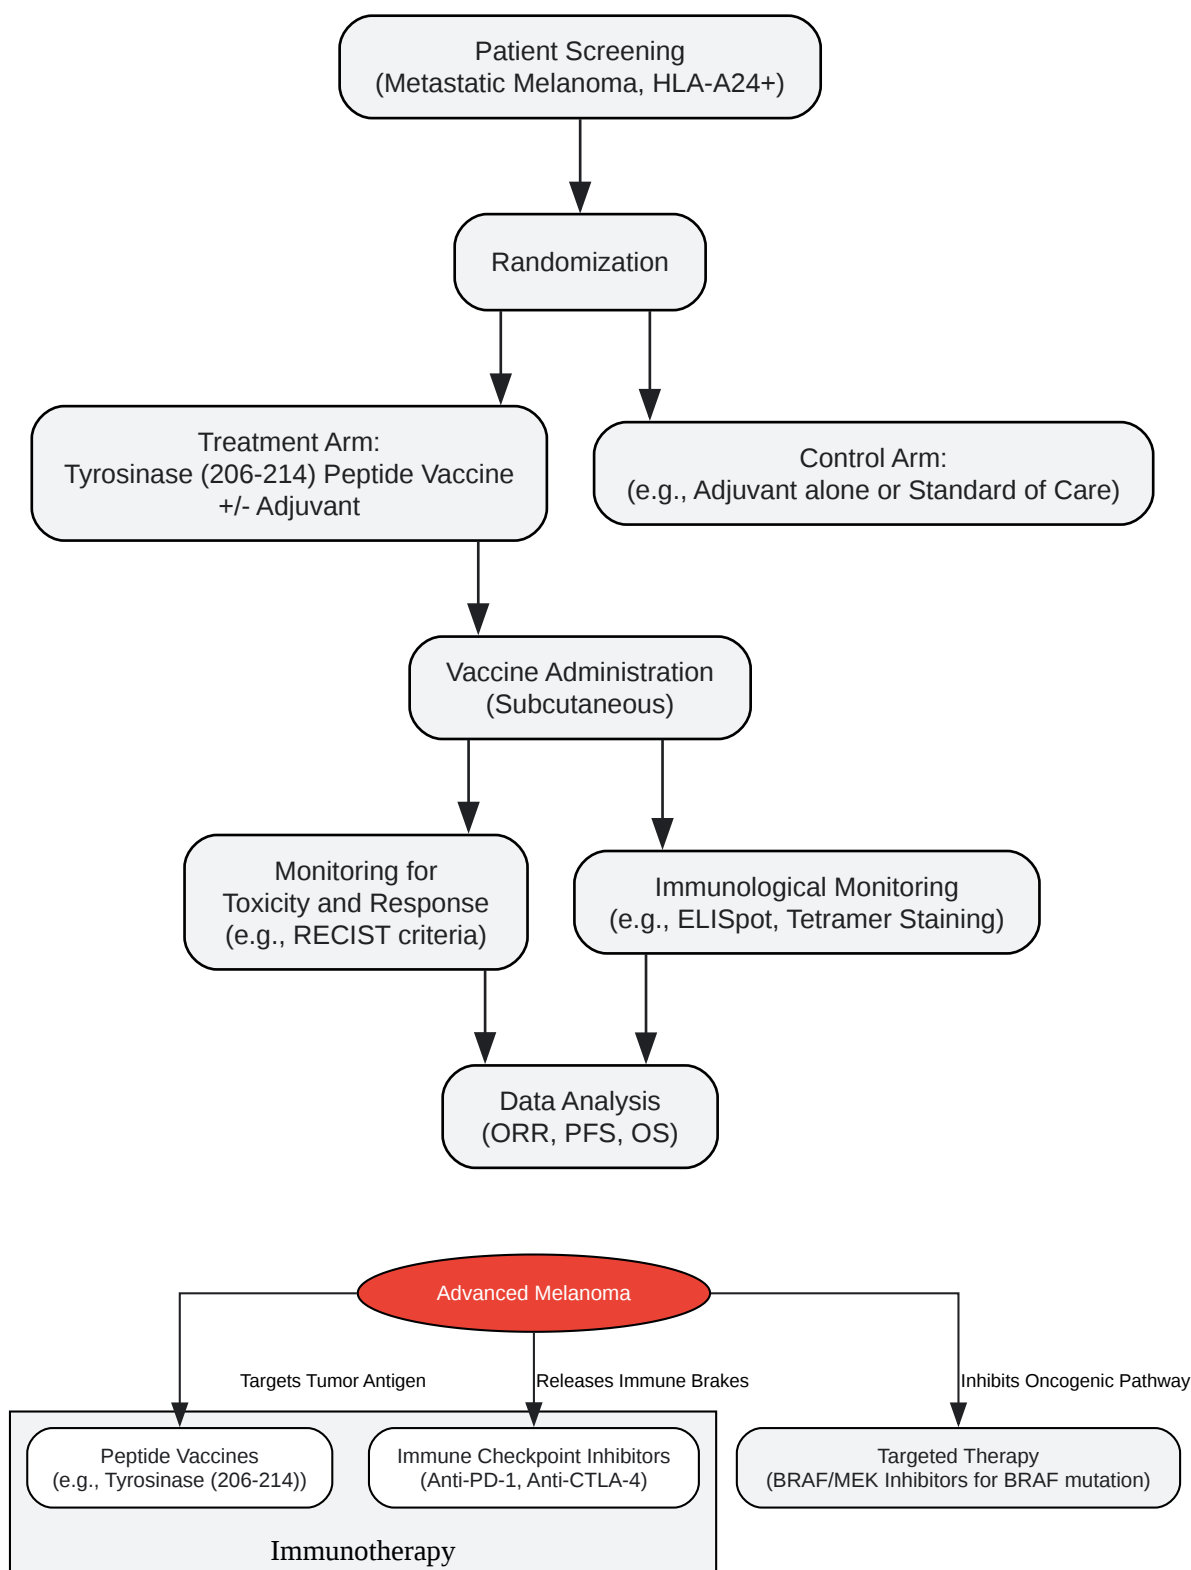 Patient Screening
(Metastatic Melanoma, HLA-A24+)
Randomization
Treatment Arm:
Tyrosinase (206-214) Peptide Vaccine
+/- Adjuvant
Control Arm:
(e.g., Adjuvant alone or Standard of Care)
Vaccine Administration
(Subcutaneous)
Monitoring for
Toxicity and Response
(e.g., RECIST criteria)
Immunological Monitoring
(e.g., ELISpot, Tetramer Staining)
Data Analysis
(ORR, PFS, OS)
Advanced Melanoma
Targets Tumor Antigen
Releases Immune Brakes
Inhibits Oncogenic Pathway
Peptide Vaccines
(e.g., Tyrosinase (206-214))
Immune Checkpoint Inhibitors
(Anti-PD-1, Anti-CTLA-4)
Targeted Therapy
(BRAF/MEK Inhibitors for BRAF mutation)
Immunotherapy